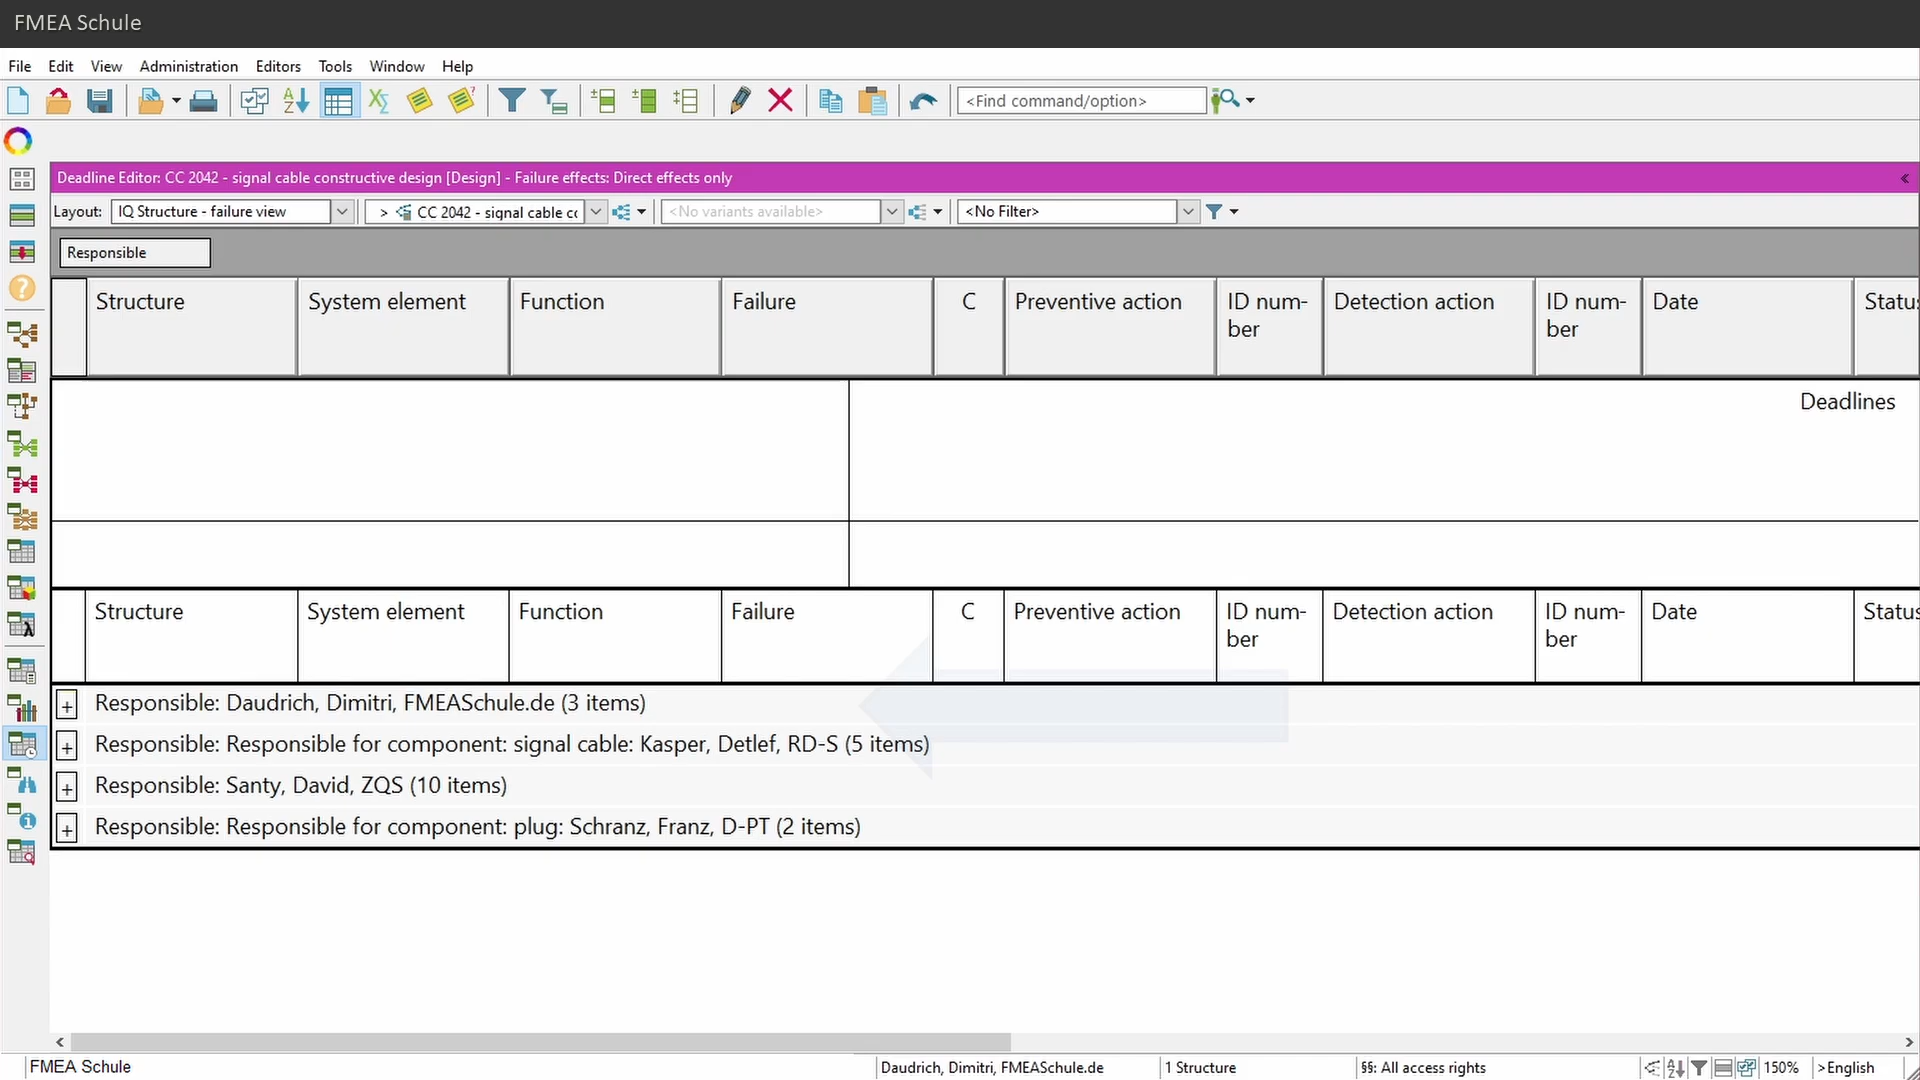 FMEA Schule
File Edit View Administration Editors Tools Window Help
<Find command/option>
Deadline Editor: CC 2042 - signal cable constructive design [Design] - Failure effects: Direct effects only
Layout: IQ Structure - failure view > CC 2042 - signal cable co <No variants available> <No Filter>
Responsible
Structure System element Function Failure C Preventive action ID num- Detection action ID num- Date Status
ber ber
Deadlines
Structure System element Function Failure C Preventive action ID num- Detection action ID num- Date Status
ber ber
Responsible: Daudrich, Dimitri, FMEASchule.de (3 items)
Responsible: Responsible for component: signal cable: Kasper, Detlef, RD-S (5 items)
Responsible: Santy, David, ZQS (10 items)
Responsible: Responsible for component: plug: Schranz, Franz, D-PT (2 items)
FMEA Schule Daudrich, Dimitri, FMEASchule.de 1 Structure §§: All access rights 150% >English